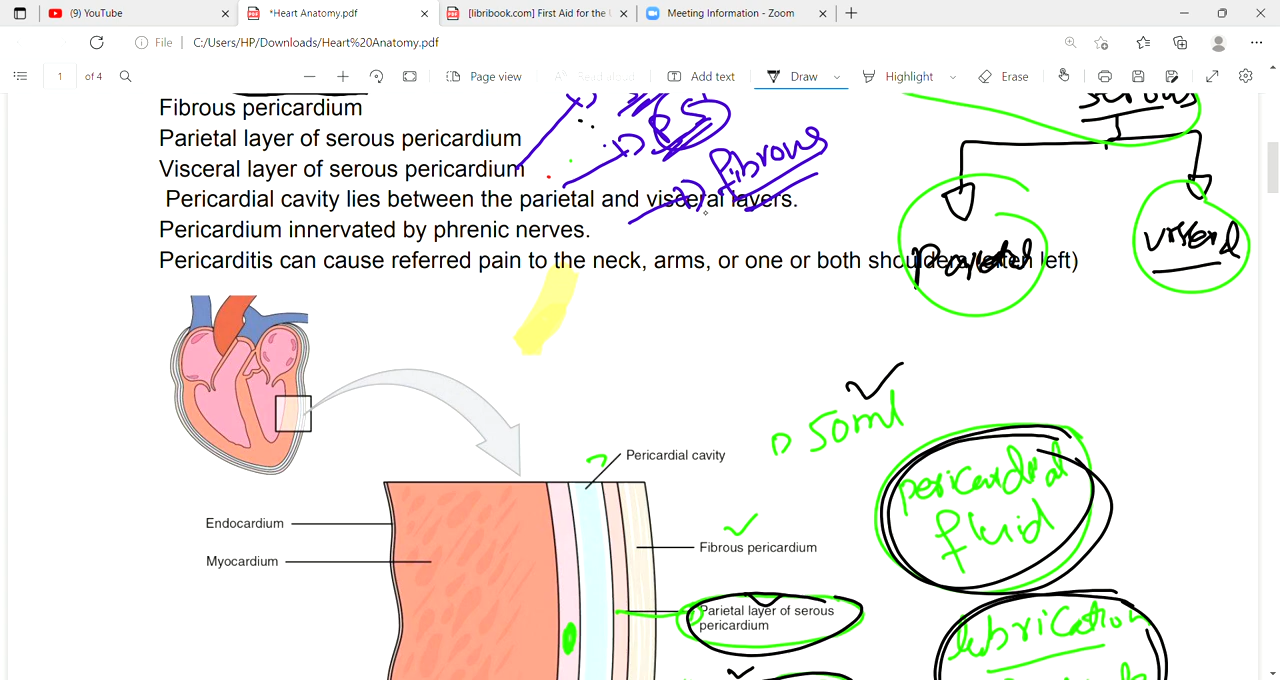 (9) YouTube
*Heart Anatomy.pdf
[libribook.com] First Aid for the
Meeting Information - Zoom
File
C:/Users/HP/Downloads/Heart%20Anatomy.pdf
1 of 4
Page view
Read aloud
Add text
Draw
Highlight
Erase
Fibrous pericardium
Parietal layer of serous pericardium
Visceral layer of serous pericardium
Pericardial cavity lies between the parietal and visceral layers.
Pericardium innervated by phrenic nerves.
Pericarditis can cause referred pain to the neck, arms, or one or both shoulders (often left)
fibrous
serous
parietal
visceral
50ml
pericardial
fluid
lubrication
Pericardial cavity
Endocardium
Fibrous pericardium
Myocardium
Parietal layer of serous
pericardium